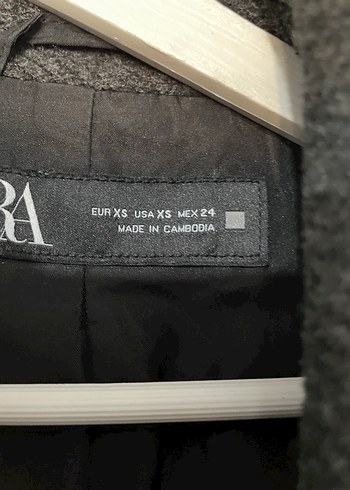 RA
EUR XS USA XS MEX 24
MADE IN CAMBODIA